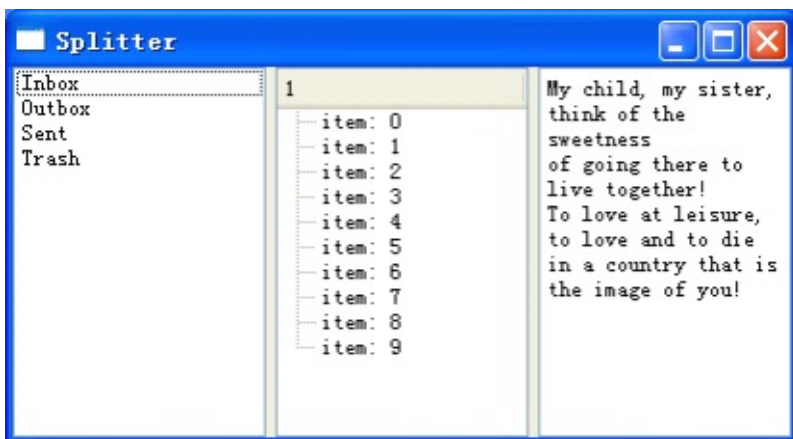 Splitter
Inbox
Outbox
Sent
Trash
1
item: 0
item: 1
item: 2
item: 3
item: 4
item: 5
item: 6
item: 7
item: 8
item: 9
My child, my sister,
think of the
sweetness
of going there to
live together!
To love at leisure,
to love and to die
in a country that is
the image of you!